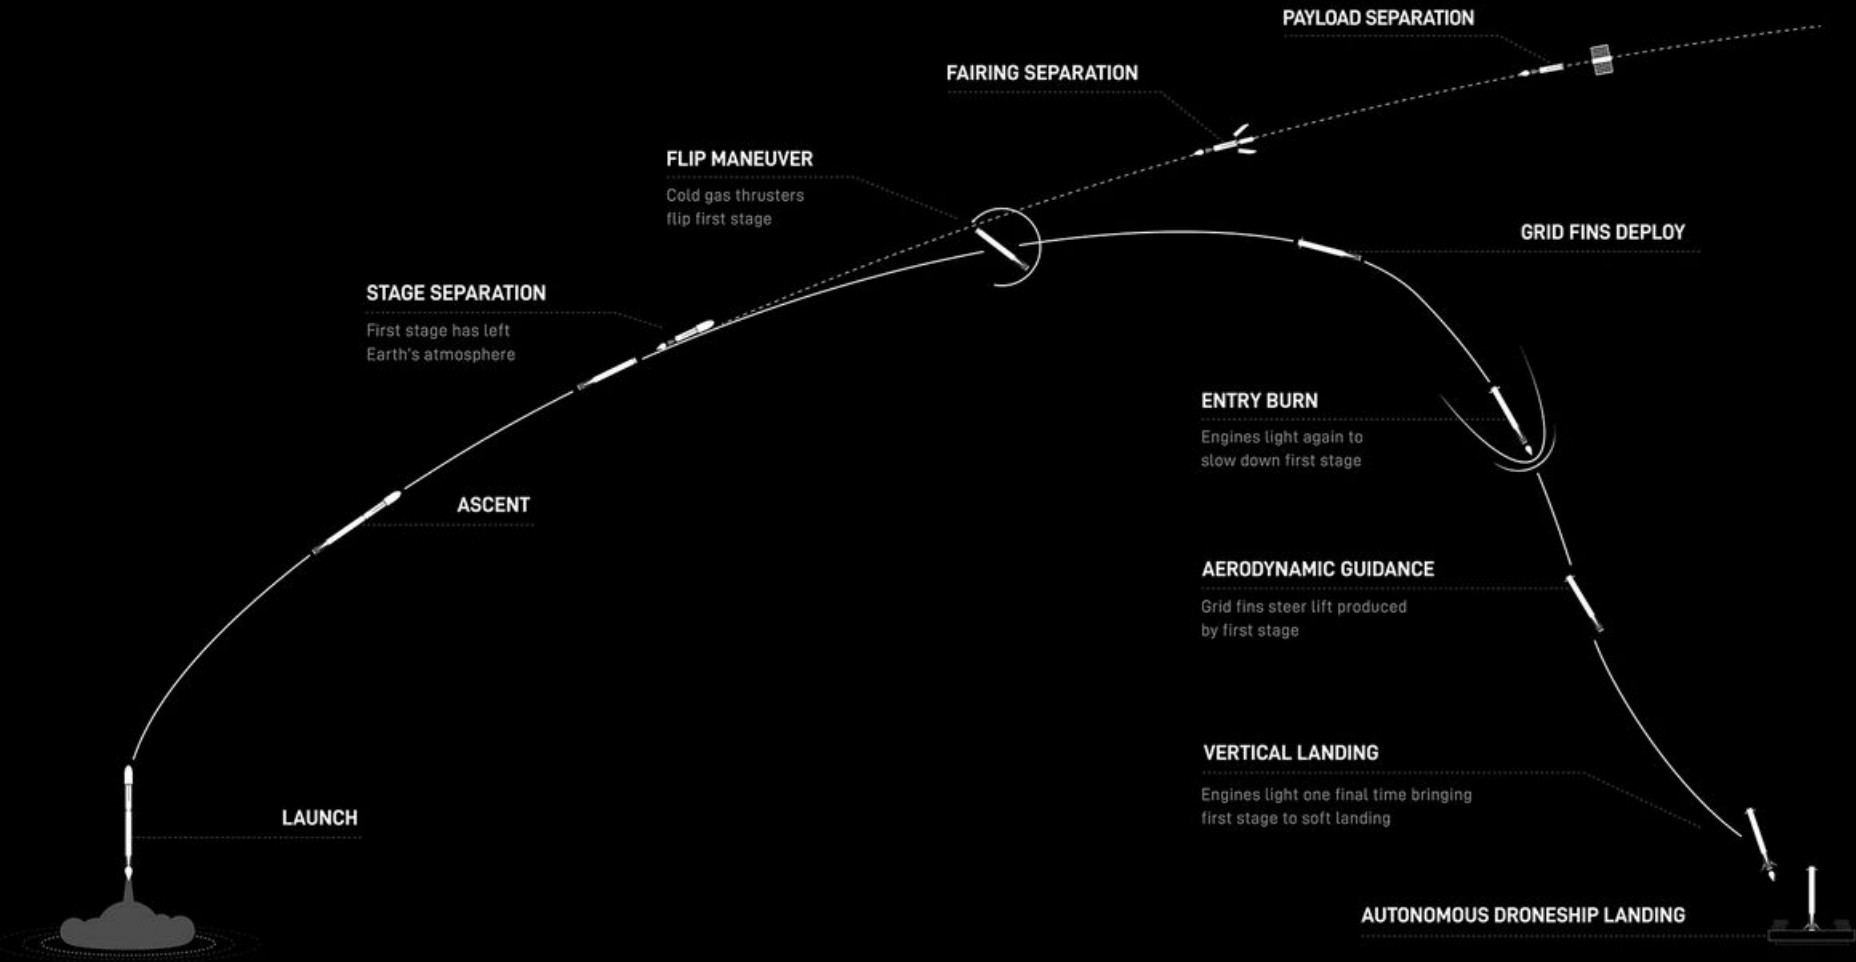 PAYLOAD SEPARATION
FAIRING SEPARATION
FLIP MANEUVER
Cold gas thrusters
flip first stage
GRID FINS DEPLOY
STAGE SEPARATION
First stage has left
Earth's atmosphere
ENTRY BURN
Engines light again to
slow down first stage
ASCENT
AERODYNAMIC GUIDANCE
Grid fins steer lift produced
by first stage
VERTICAL LANDING
Engines light one final time bringing
first stage to soft landing
LAUNCH
AUTONOMOUS DRONESHIP LANDING